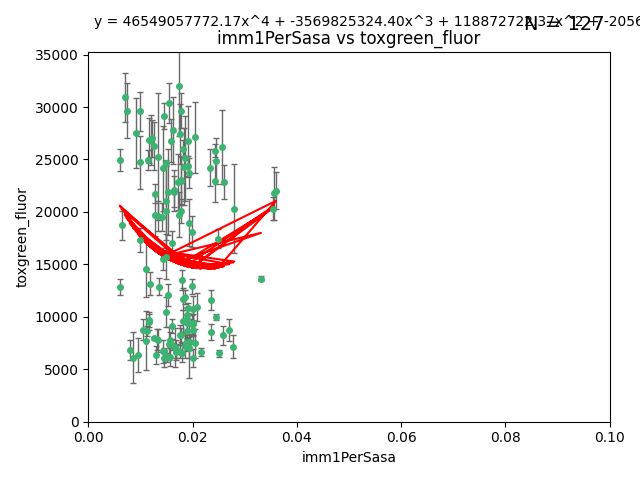 y = 46549057772.17x^4 + -3569825324.40x^3 +
N = 127
imm1PerSasa vs toxgreen_fluor
35000
30000
25000
20000
15000
10000
5000
0
toxgreen_fluor
0.00 0.02 0.04 0.06 0.08 0.10
imm1PerSasa